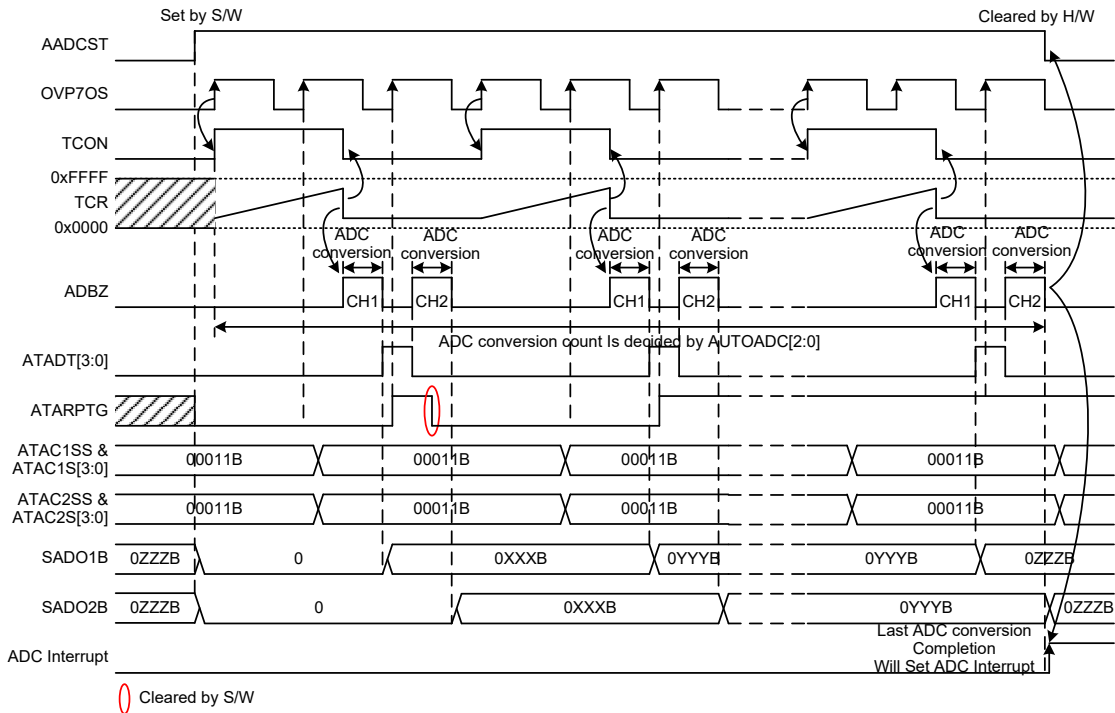 Set by S/W
Cleared by H/W
AADCST
OVP7OS
TCON
0xFFFF
TCR
0x0000
ADC
conversion
ADC
conversion
ADC
conversion
ADC
conversion
ADC
conversion
ADC
conversion
ADBZ
CH1
CH2
CH1
CH2
CH1
CH2
ADC conversion count Is decided by AUTOADC[2:0]
ATADT[3:0]
ATARPTG
ATAC1SS &
ATAC1S[3:0]
00011B
00011B
00011B
00011B
ATAC2SS &
ATAC2S[3:0]
00011B
00011B
00011B
00011B
SADO1B
0ZZZB
0
0XXXB
0YYYB
0YYYB
0ZZZB
SADO2B
0ZZZB
0
0XXXB
0YYYB
0ZZZB
Last ADC conversion
Completion
Will Set ADC Interrupt
ADC Interrupt
Cleared by S/W